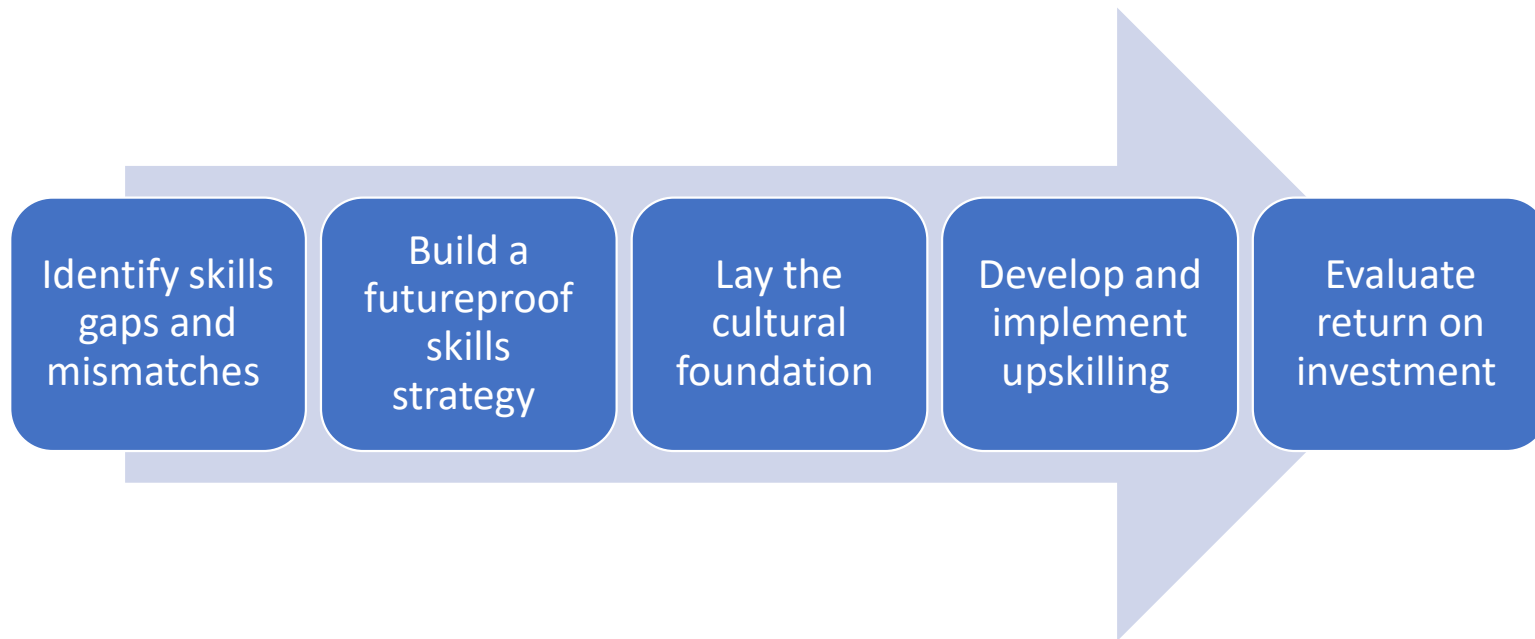 Identify skills
gaps and
mismatches
Build a
futureproof
skills
strategy
Lay the
cultural
foundation
Develop and
implement
upskilling
Evaluate
return on
investment